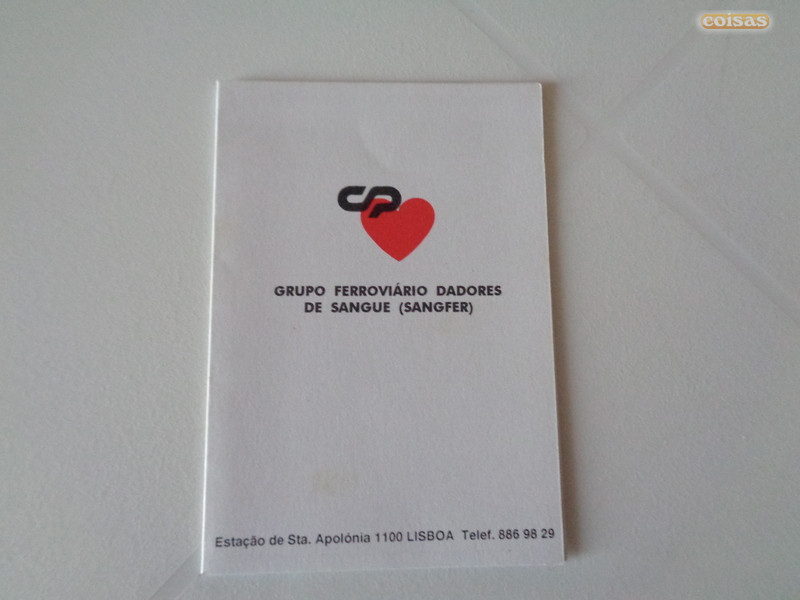 coisas
CP
GRUPO FERROVIÁRIO DADORES
DE SANGUE (SANGFER)
Estação de Sta. Apolónia 1100 LISBOA Telef. 886 98 29